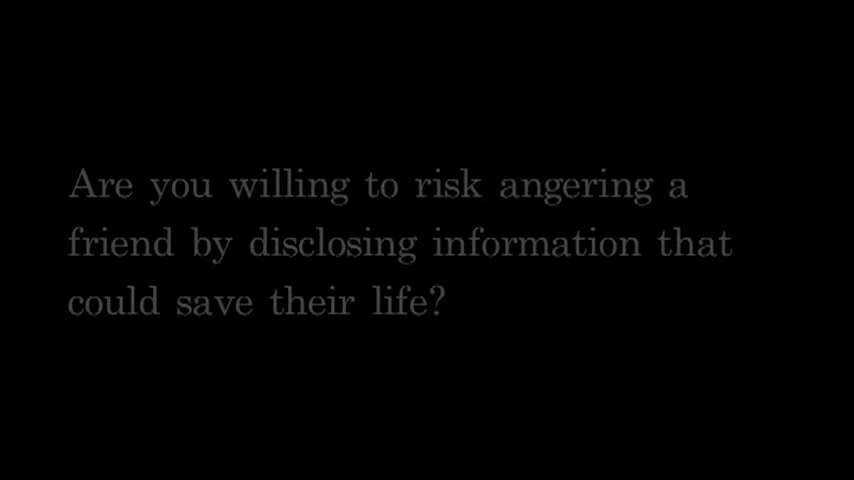 Are you willing to risk angering a
friend by disclosing information that
could save their life?